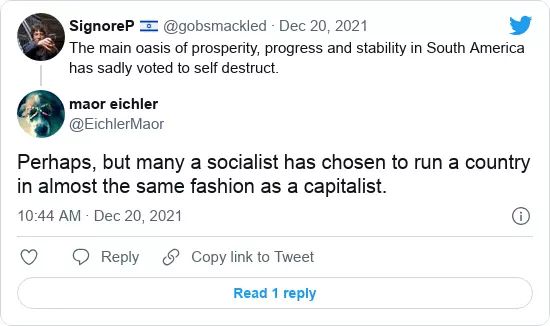 SignoreP 🇮🇱 @gobsmackled · Dec 20, 2021
The main oasis of prosperity, progress and stability in South America
has sadly voted to self destruct.
maor eichler
@EichlerMaor
Perhaps, but many a socialist has chosen to run a country
in almost the same fashion as a capitalist.
10:44 AM · Dec 20, 2021
Reply
Copy link to Tweet
Read 1 reply